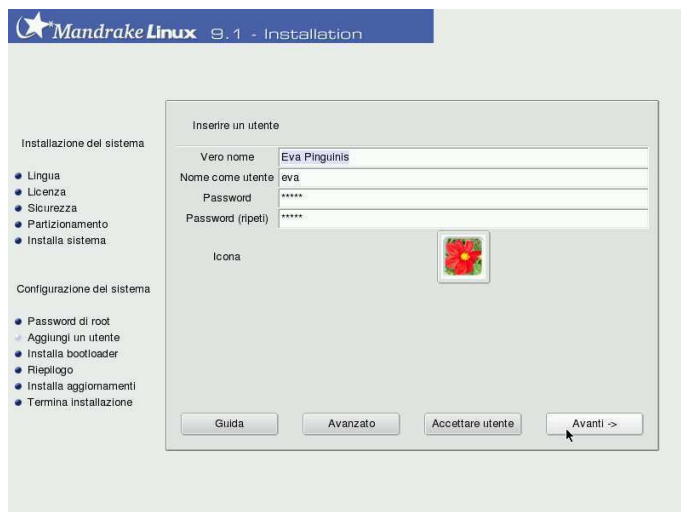 Mandrake Linux 9.1 - Installation
Installazione del sistema
Lingua
Licenza
Sicurezza
Partizionamento
Installa sistema
Configurazione del sistema
Password di root
Aggiungi un utente
Installa bootloader
Riepilogo
Installa aggiornamenti
Termina installazione
Inserire un utente
Vero nome Eva Pinguinis
Nome come utente eva
Password *****
Password (ripeti) *****
Icona
Guida Avanzato Accettare utente Avanti ->